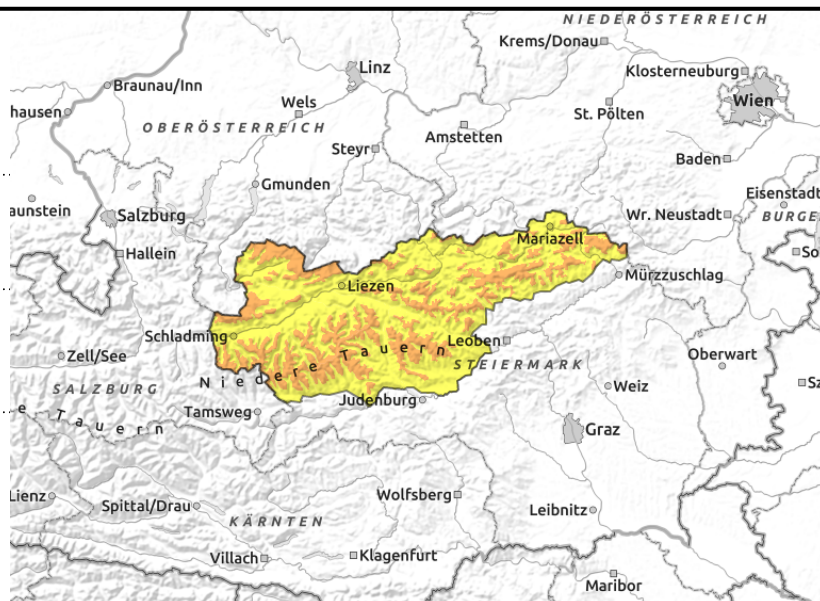 NIEDERÖSTERREICH
Krems/Donau
Linz
Klosterneuburg
Braunau/Inn
Wels
Wien
hausen
St. Pölten
OBERÖSTERREICH
Amstetten
Steyr
Baden
Gmunden
Eisenstadt
aunstein
Salzburg
Wr. Neustadt
BURGE
Mariazell
Hallein
So
Mürzzuschlag
Liezen
Schladming
Leoben
Zell/See
Oberwart
Niedere Tauern
STEIERMARK
SALZBURG
Weiz
Sz
Judenburg
Tamsweg
e Tauern
Graz
Lienz
Wolfsberg
Spittal/Drau
Leibnitz
KÄRNTEN
Villach
Klagenfurt
Maribor